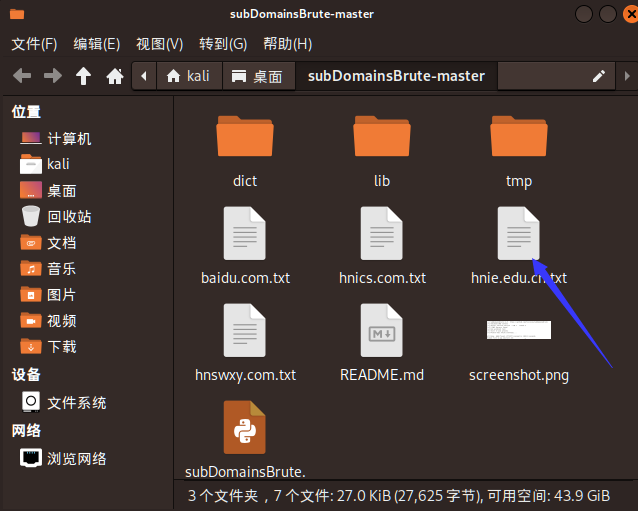 subDomainsBrute-master
文件(F) 编辑(E) 视图(V) 转到(G) 帮助(H)
kali 桌面 subDomainsBrute-master
位置
计算机
kali
桌面
回收站
文档
音乐
图片
视频
下载
设备
文件系统
网络
浏览网络
dict lib tmp
baidu.com.txt hnics.com.txt hnie.edu.cn.txt
hnswxy.com.txt README.md screenshot.png
subDomainsBrute.
3 个文件夹，7 个文件: 27.0 KiB (27,625 字节), 可用空间: 43.9 GiB